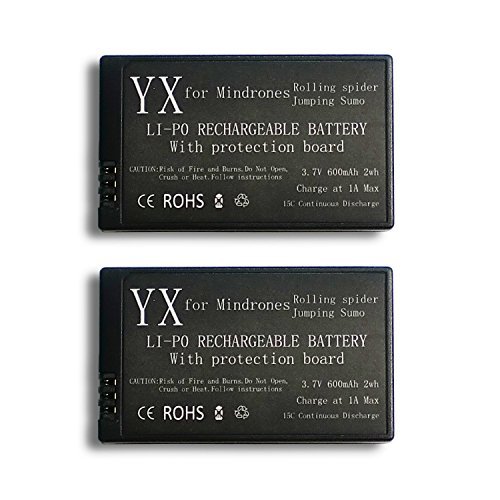 YX for Mindrones Rolling spider
Jumping Sumo
LI-PO RECHARGEABLE BATTERY
With protection board
CAUTION:Risk of Fire and Burns.Do Not Open,
Crush or Heat.Follow instructions
3.7V 600mAh 2wh
Charge at 1A Max
CE ROHS
15C Continuous Discharge
YX for Mindrones Rolling spider
Jumping Sumo
LI-PO RECHARGEABLE BATTERY
With protection board
CAUTION:Risk of Fire and Burns.Do Not Open,
Crush or Heat.Follow instructions
3.7V 600mAh 2wh
Charge at 1A Max
CE ROHS
15C Continuous Discharge